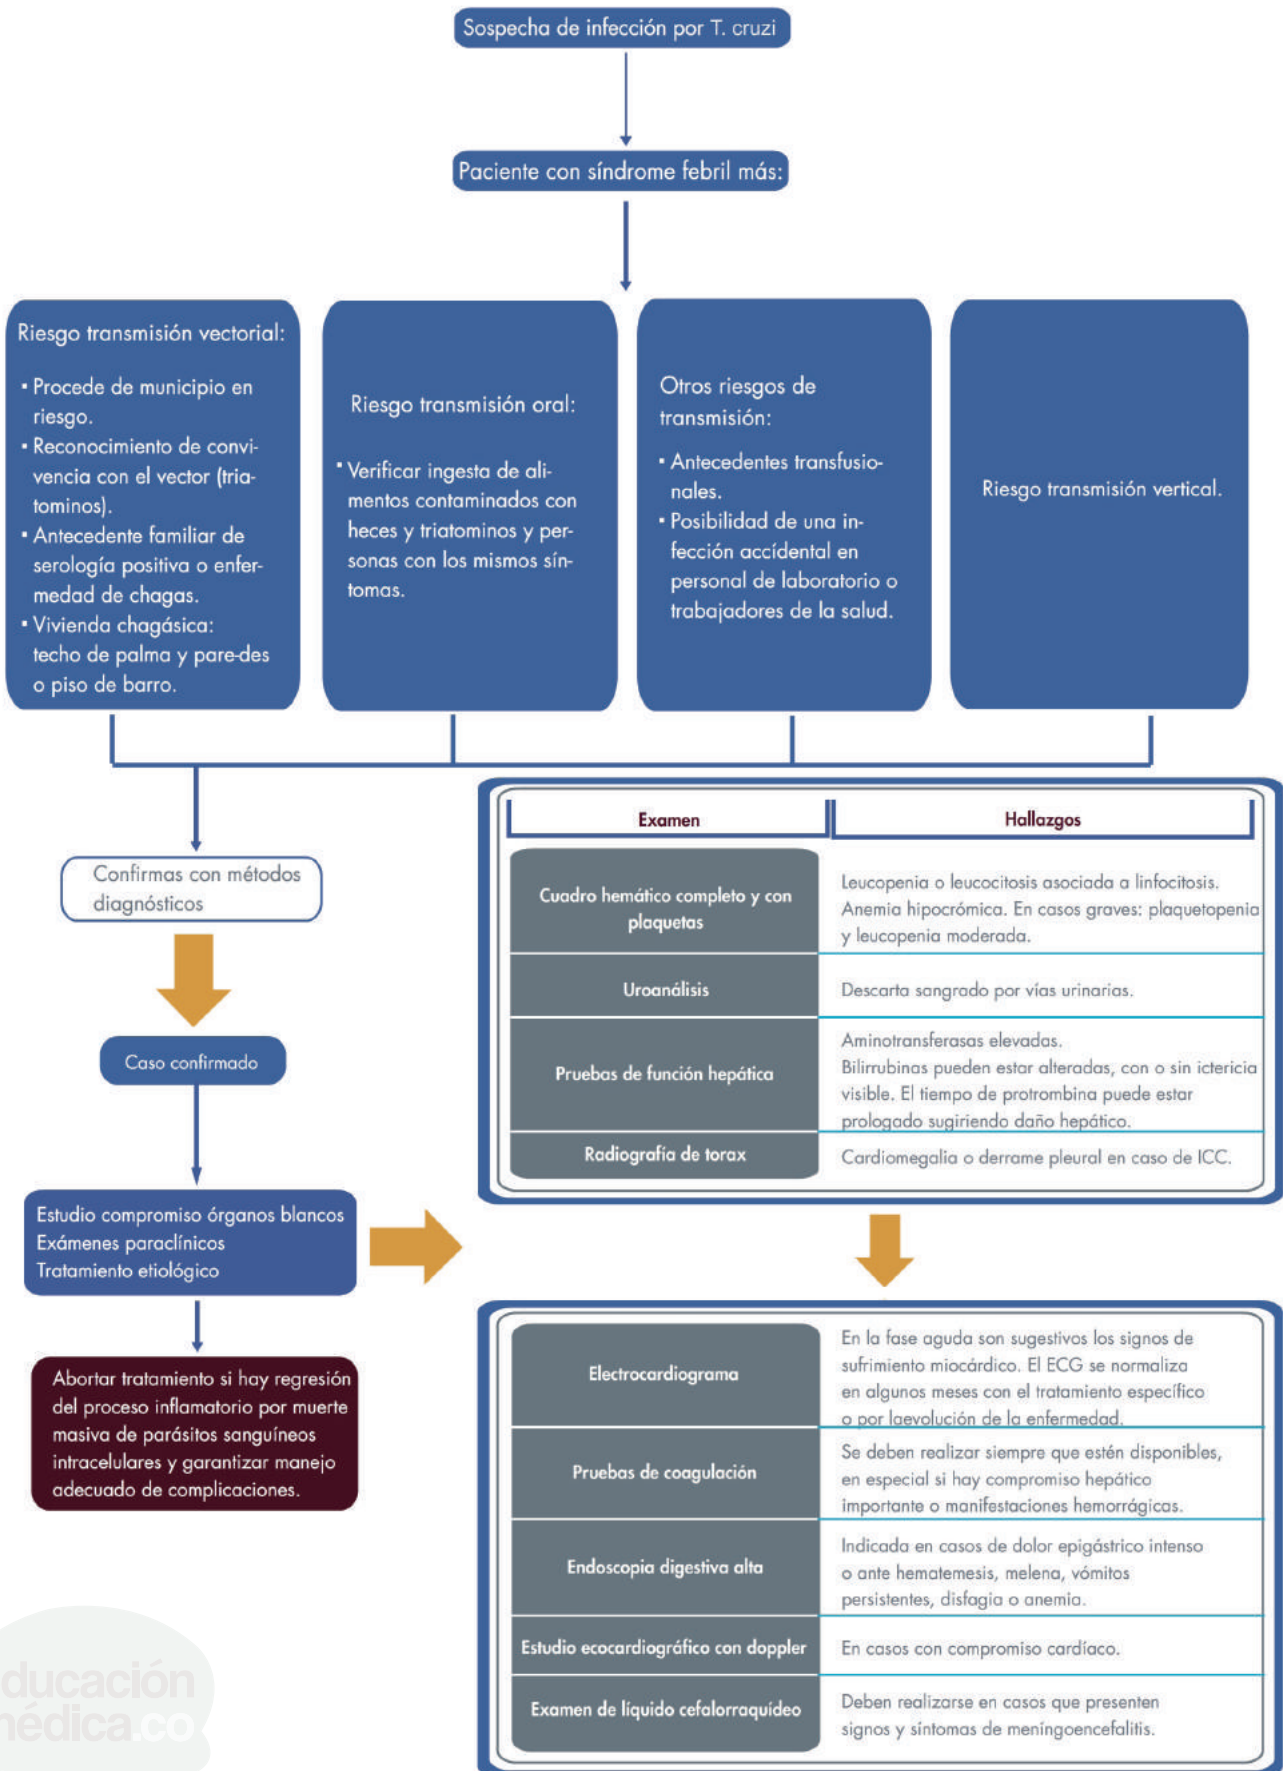 Sospecha de infección por T. cruzi
Paciente con síndrome febril más:
Riesgo transmisión vectorial:
▪ Procede de municipio en
riesgo.
▪ Reconocimiento de convi-
vencia con el vector (tria-
tominos).
▪ Antecedente familiar de
serología positiva o enfer-
medad de chagas.
▪ Vivienda chagásica:
techo de palma y pare-des
o piso de barro.
Riesgo transmisión oral:
▪ Verificar ingesta de ali-
mentos contaminados con
heces y triatominos y per-
sonas con los mismos sín-
tomas.
Otros riesgos de
transmisión:
▪ Antecedentes transfusio-
nales.
▪ Posibilidad de una in-
fección accidental en
personal de laboratorio o
trabajadores de la salud.
Riesgo transmisión vertical.
Confirmas con métodos
diagnósticos
Caso confirmado
Estudio compromiso órganos blancos
Exámenes paraclínicos
Tratamiento etiológico
Abortar tratamiento si hay regresión
del proceso inflamatorio por muerte
masiva de parásitos sanguíneos
intracelulares y garantizar manejo
adecuado de complicaciones.
Examen
Hallazgos
Cuadro hemático completo y con
plaquetas
Leucopenia o leucocitosis asociada a linfocitosis.
Anemia hipocrómica. En casos graves: plaquetopenia
y leucopenia moderada.
Uroanálisis
Descarta sangrado por vías urinarias.
Pruebas de función hepática
Aminotransferasas elevadas.
Bilirrubinas pueden estar alteradas, con o sin ictericia
visible. El tiempo de protrombina puede estar
prologado sugiriendo daño hepático.
Radiografía de torax
Cardiomegalia o derrame pleural en caso de ICC.
Electrocardiograma
En la fase aguda son sugestivos los signos de
sufrimiento miocárdico. El ECG se normaliza
en algunos meses con el tratamiento específico
o por laevolución de la enfermedad.
Pruebas de coagulación
Se deben realizar siempre que estén disponibles,
en especial si hay compromiso hepático
importante o manifestaciones hemorrágicas.
Endoscopia digestiva alta
Indicada en casos de dolor epigástrico intenso
o ante hematemesis, melena, vómitos
persistentes, disfagia o anemia.
Estudio ecocardiográfico con doppler
En casos con compromiso cardíaco.
Examen de líquido cefalorraquídeo
Deben realizarse en casos que presenten
signos y síntomas de meningoencefalitis.
ducación
médica.co